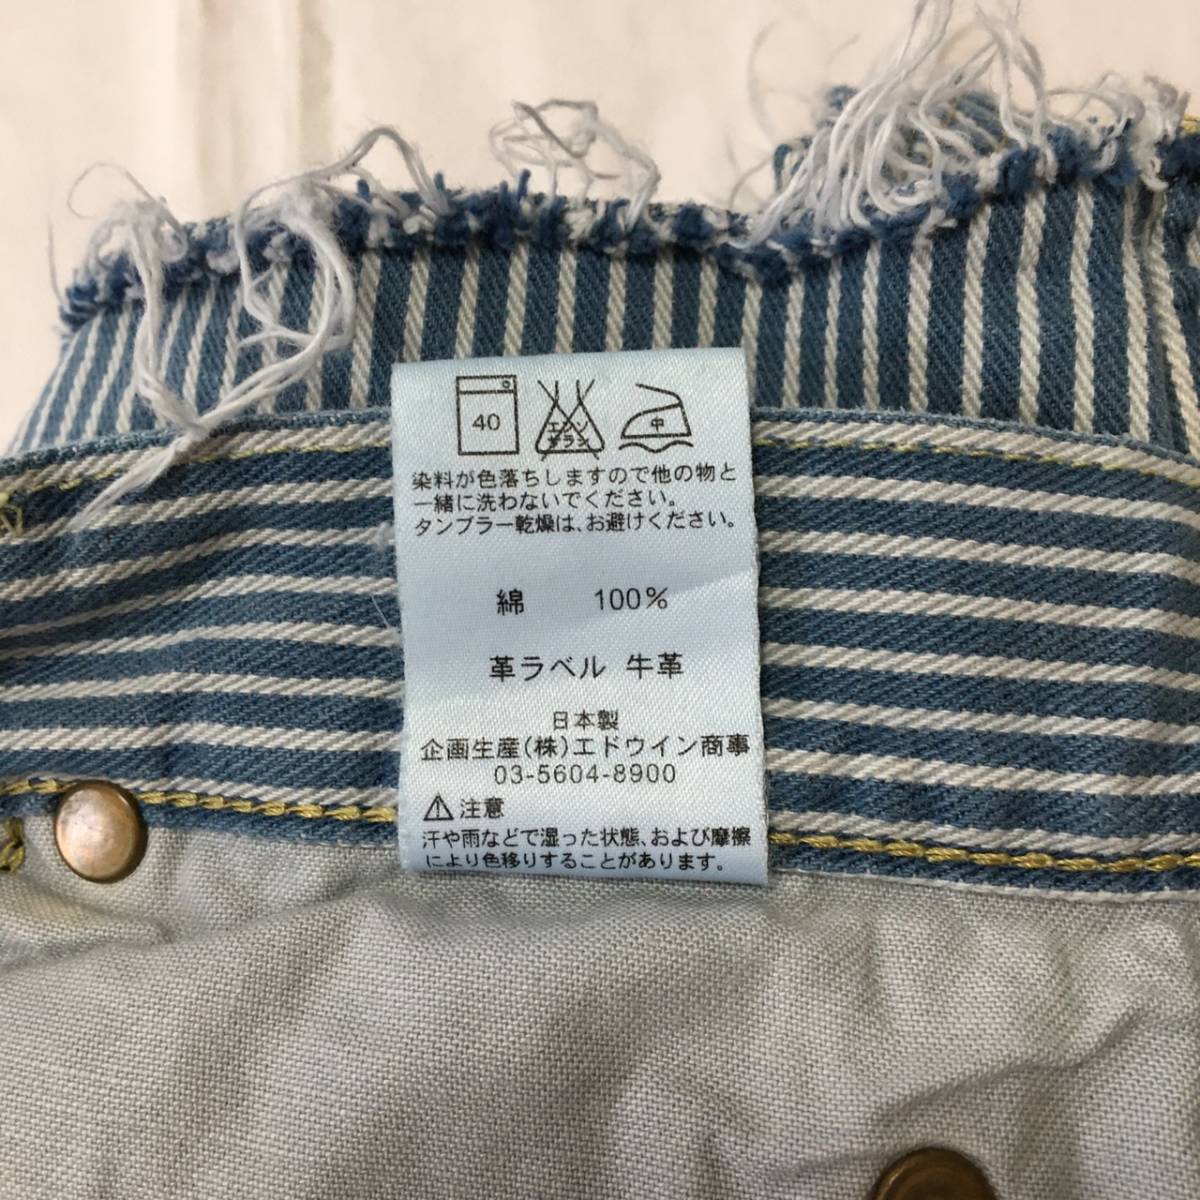 40
エンソ
サラシ
中
染料が色落ちしますので他の物と
一緒に洗わないでください。
タンブラー乾燥は、お避けください。
綿 100%
革ラベル 牛革
日本製
企画生産(株)エドウイン商事
03-5604-8900
⚠注意
汗や雨などで湿った状態、および摩擦
により色移りすることがあります。